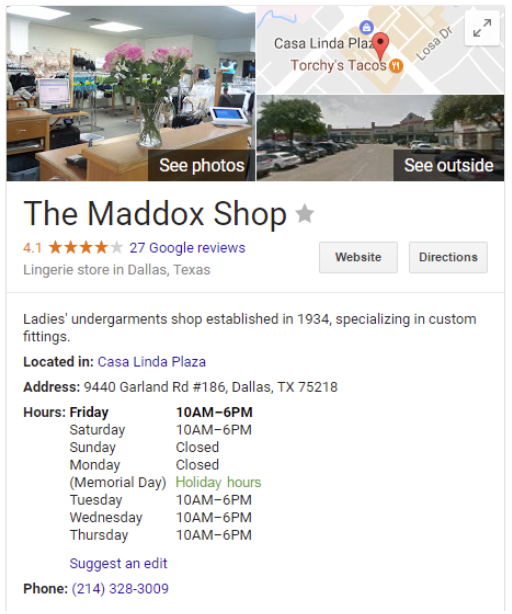 Casa Linda Plaz
Losa Dr
Torchy's Tacos
See photos
See outside
The Maddox Shop
4.1 ★★★★★ 27 Google reviews
Lingerie store in Dallas, Texas
Website
Directions
Ladies' undergarments shop established in 1934, specializing in custom
fittings.
Located in: Casa Linda Plaza
Address: 9440 Garland Rd #186, Dallas, TX 75218
Hours: Friday 10AM–6PM
Saturday 10AM–6PM
Sunday Closed
Monday Closed
(Memorial Day) Holiday hours
Tuesday 10AM–6PM
Wednesday 10AM–6PM
Thursday 10AM–6PM
Suggest an edit
Phone: (214) 328-3009